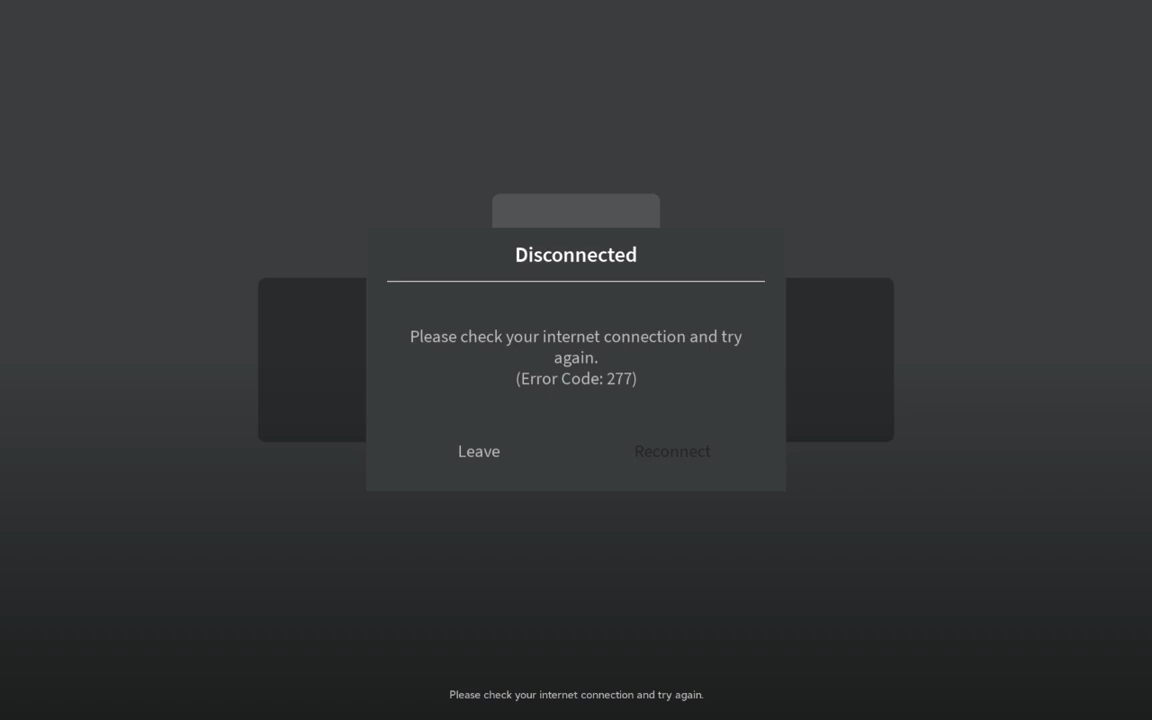 Disconnected
Please check your internet connection and try
again.
(Error Code: 277)
Leave
Reconnect
Please check your internet connection and try again.